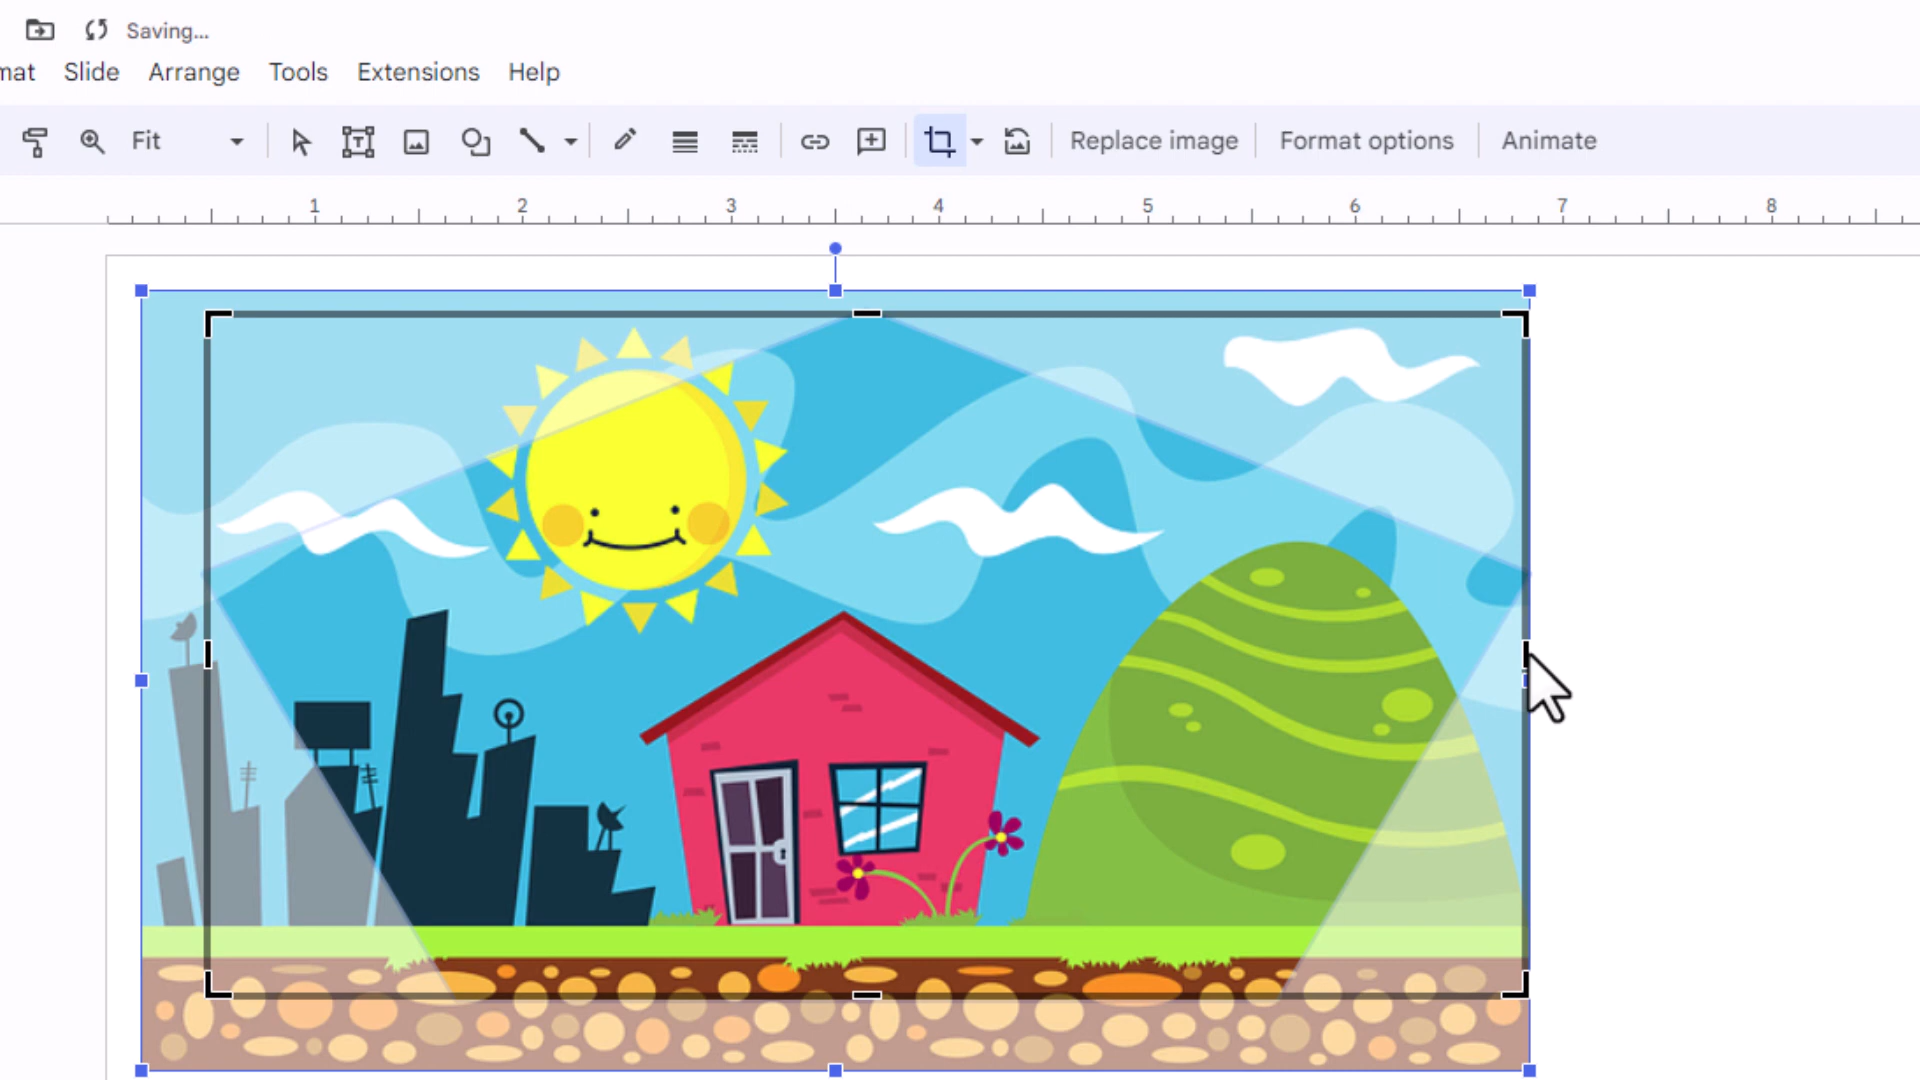 Saving...
mat Slide Arrange Tools Extensions Help
Fit Replace image Format options Animate
1 2 3 4 5 6 7 8